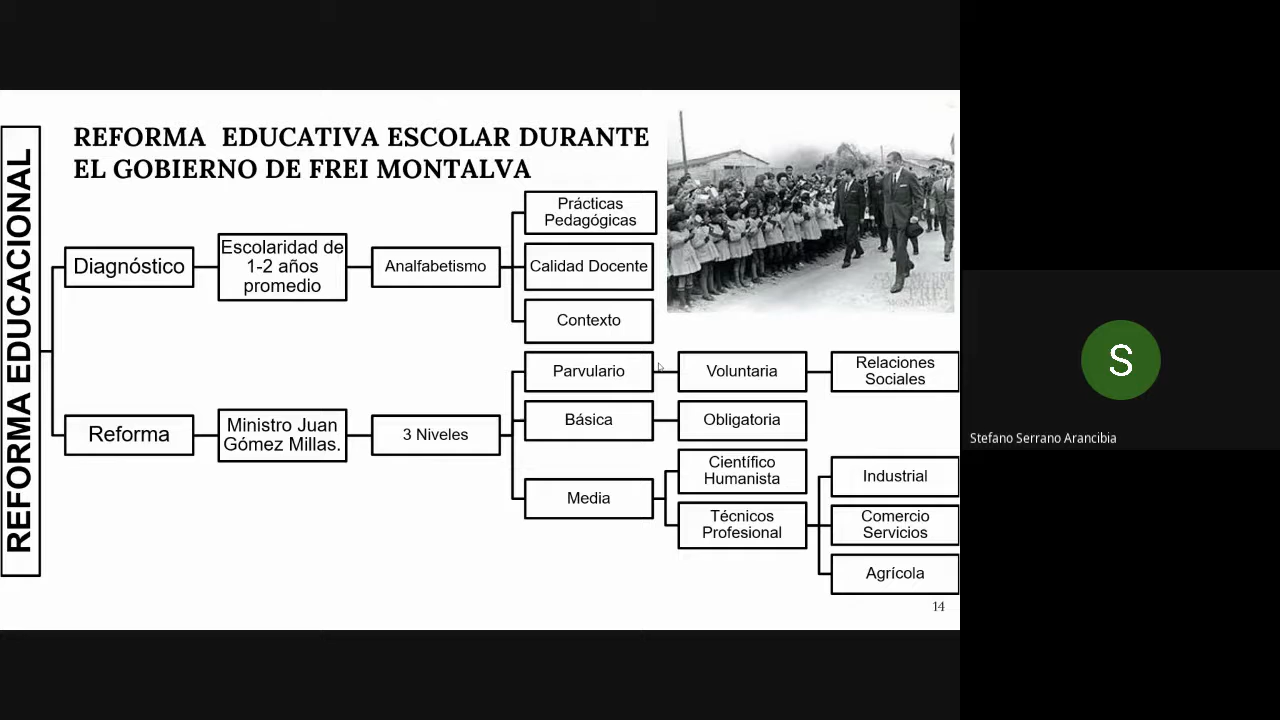 REFORMA EDUCATIVA ESCOLAR DURANTE
EL GOBIERNO DE FREI MONTALVA
REFORMA EDUCACIONAL
Diagnóstico
Escolaridad de
1-2 años
promedio
Analfabetismo
Prácticas
Pedagógicas
Calidad Docente
Contexto
Reforma
Ministro Juan
Gómez Millas.
3 Niveles
Parvulario
Voluntaria
Relaciones
Sociales
Básica
Obligatoria
Media
Científico
Humanista
Técnicos
Profesional
Industrial
Comercio
Servicios
Agrícola
14
S
Stefano Serrano Arancibia